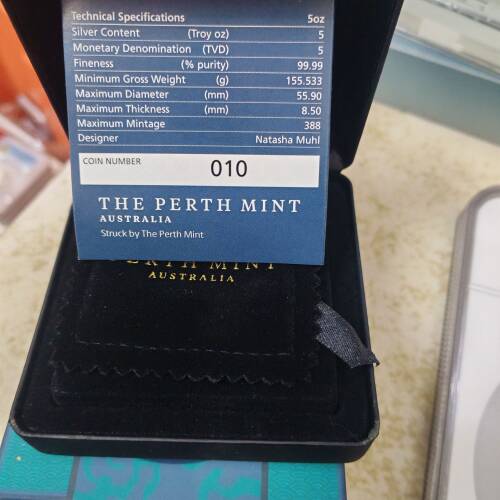 Technical Specifications 5oz
Silver Content (Troy oz) 5
Monetary Denomination (TVD) 5
Fineness (% purity) 99.99
Minimum Gross Weight (g) 155.533
Maximum Diameter (mm) 55.90
Maximum Thickness (mm) 8.50
Maximum Mintage 388
Designer Natasha Muhl
COIN NUMBER 010
THE PERTH MINT
AUSTRALIA
Struck by The Perth Mint
PERTH MINT
AUSTRALIA